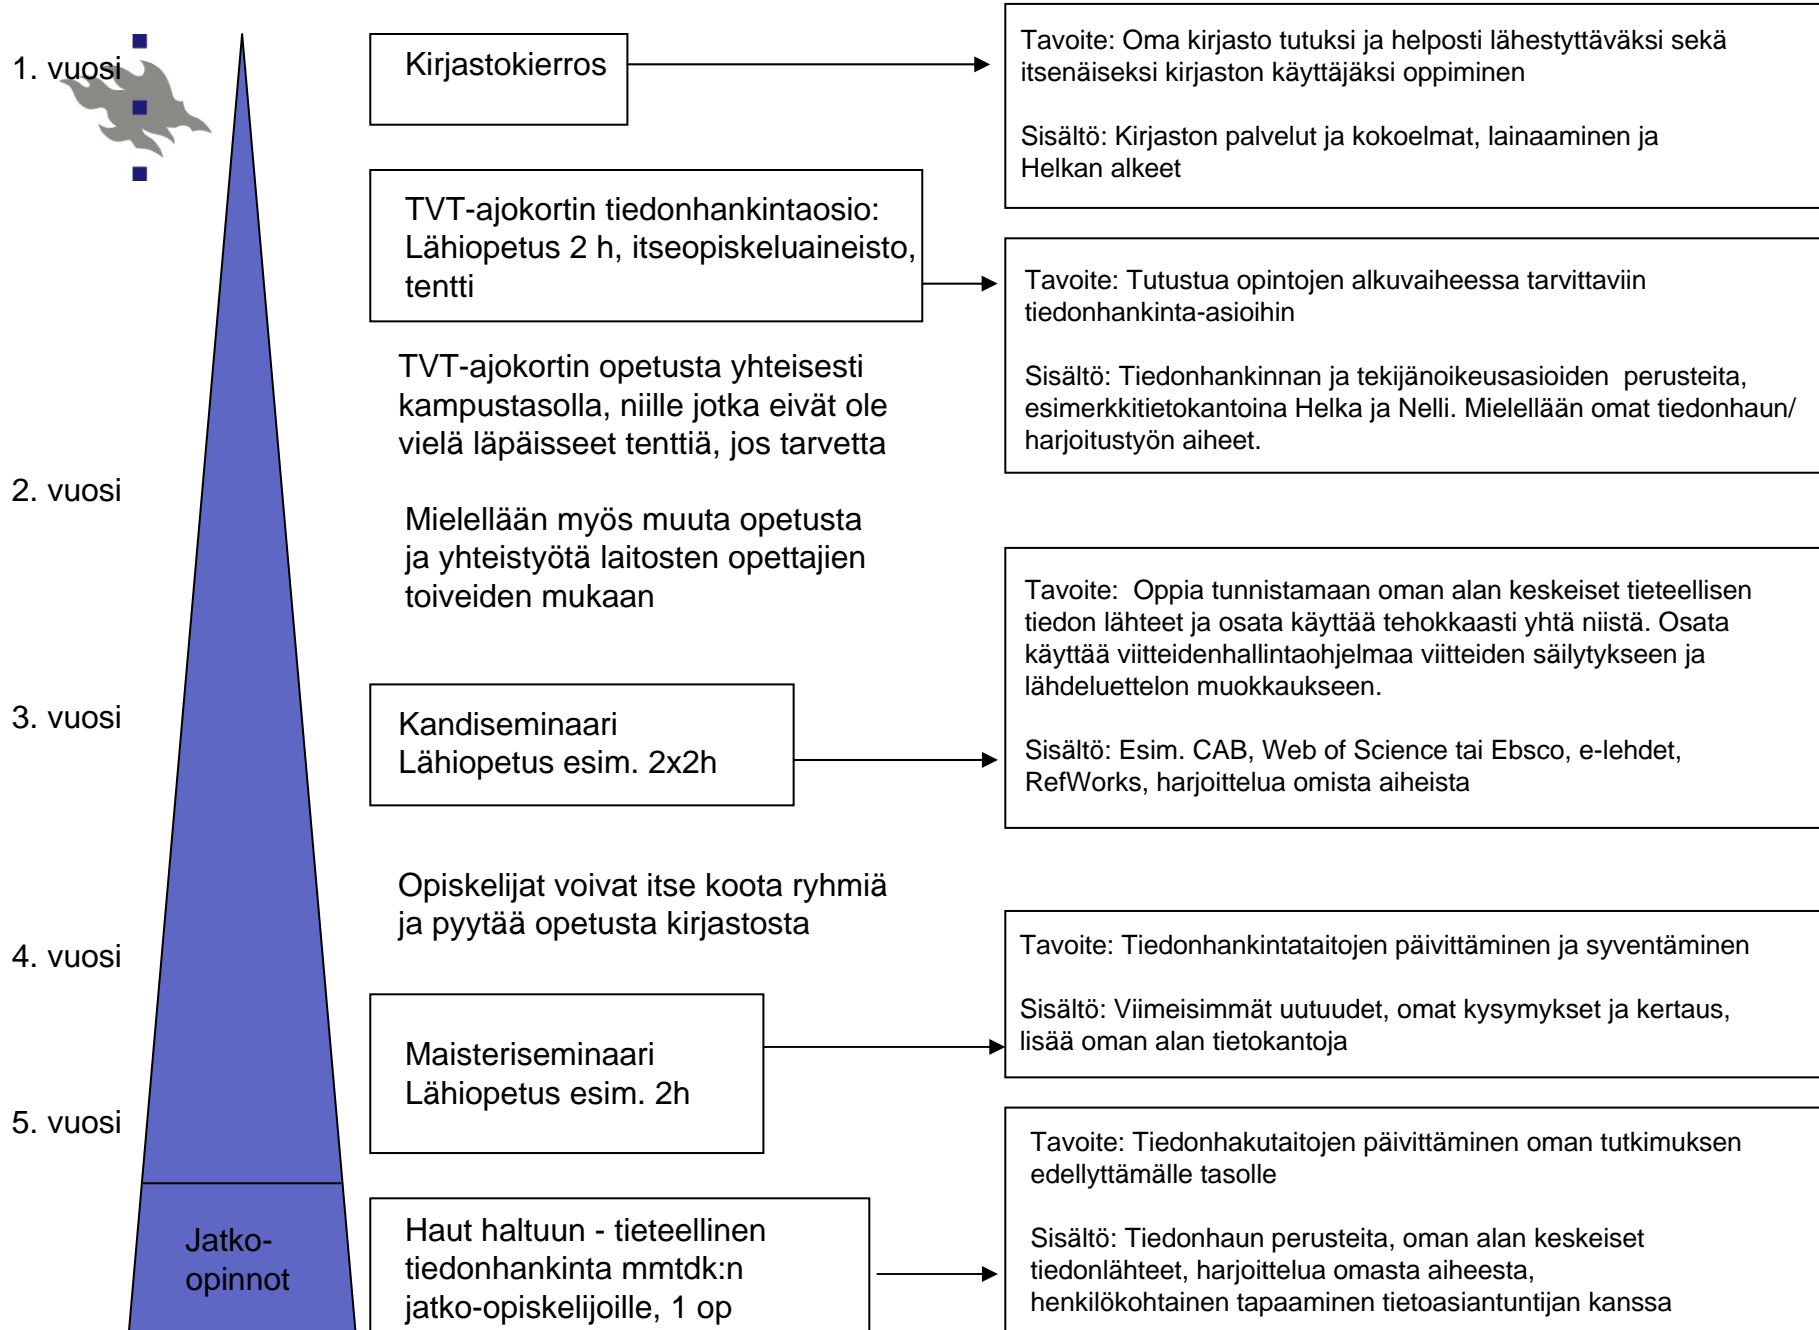 1. vuosi
Kirjastokierros
Tavoite: Oma kirjasto tutuksi ja helposti lähestyttäväksi sekä
itsenäiseksi kirjaston käyttäjäksi oppiminen
Sisältö: Kirjaston palvelut ja kokoelmat, lainaaminen ja
Helkan alkeet
TVT-ajokortin tiedonhankintaosio:
Lähiopetus 2 h, itseopiskeluaineisto,
tentti
Tavoite: Tutustua opintojen alkuvaiheessa tarvittaviin
tiedonhankinta-asioihin
Sisältö: Tiedonhankinnan ja tekijänoikeusasioiden perusteita,
esimerkkitietokantoina Helka ja Nelli. Mielellään omat tiedonhaun/
harjoitustyön aiheet.
TVT-ajokortin opetusta yhteisesti
kampustasolla, niille jotka eivät ole
vielä läpäisseet tenttiä, jos tarvetta
2. vuosi
Mielellään myös muuta opetusta
ja yhteistyötä laitosten opettajien
toiveiden mukaan
3. vuosi
Kandiseminaari
Lähiopetus esim. 2x2h
Tavoite: Oppia tunnistamaan oman alan keskeiset tieteellisen
tiedon lähteet ja osata käyttää tehokkaasti yhtä niistä. Osata
käyttää viitteidenhallintaohjelmaa viitteiden säilytykseen ja
lähdeluettelon muokkaukseen.
Sisältö: Esim. CAB, Web of Science tai Ebsco, e-lehdet,
RefWorks, harjoittelua omista aiheista
Opiskelijat voivat itse koota ryhmiä
ja pyytää opetusta kirjastosta
4. vuosi
Maisteriseminaari
Lähiopetus esim. 2h
Tavoite: Tiedonhankintataitojen päivittäminen ja syventäminen
Sisältö: Viimeisimmät uutuudet, omat kysymykset ja kertaus,
lisää oman alan tietokantoja
5. vuosi
Jatko-
opinnot
Haut haltuun - tieteellinen
tiedonhankinta mmtdk:n
jatko-opiskelijoille, 1 op
Tavoite: Tiedonhakutaitojen päivittäminen oman tutkimuksen
edellyttämälle tasolle
Sisältö: Tiedonhaun perusteita, oman alan keskeiset
tiedonlähteet, harjoittelua omasta aiheesta,
henkilökohtainen tapaaminen tietoasiantuntijan kanssa